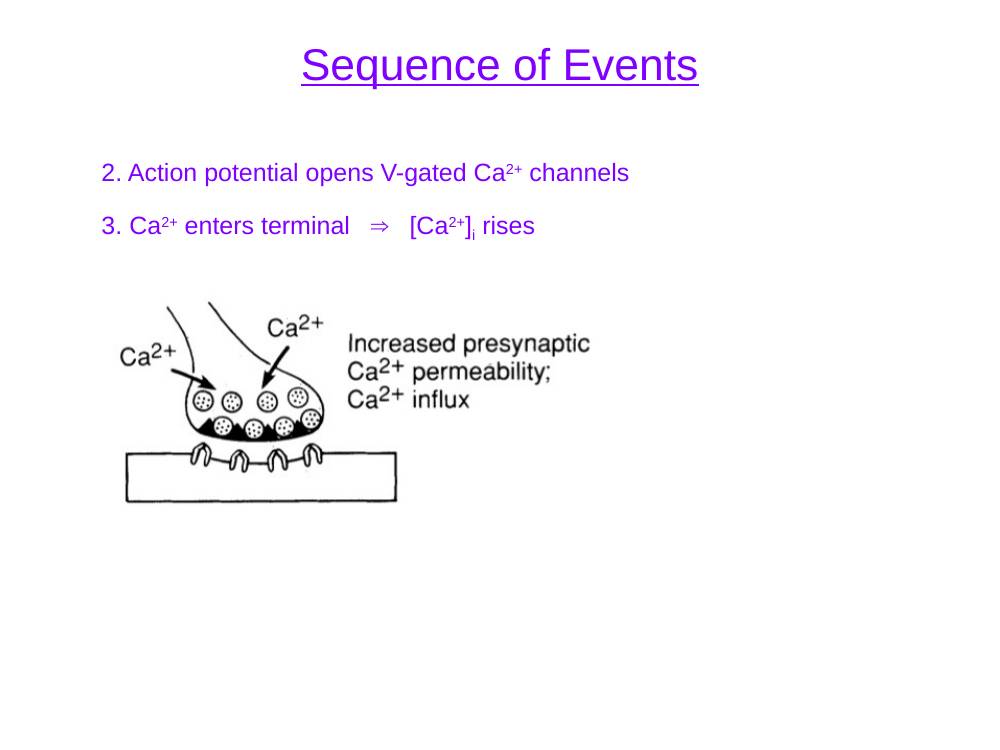 Sequence of Events
2. Action potential opens V-gated Ca²⁺ channels
3. Ca²⁺ enters terminal ⇒ [Ca²⁺]ᵢ rises
Ca2+
Ca2+
Increased presynaptic
Ca2+ permeability;
Ca2+ influx